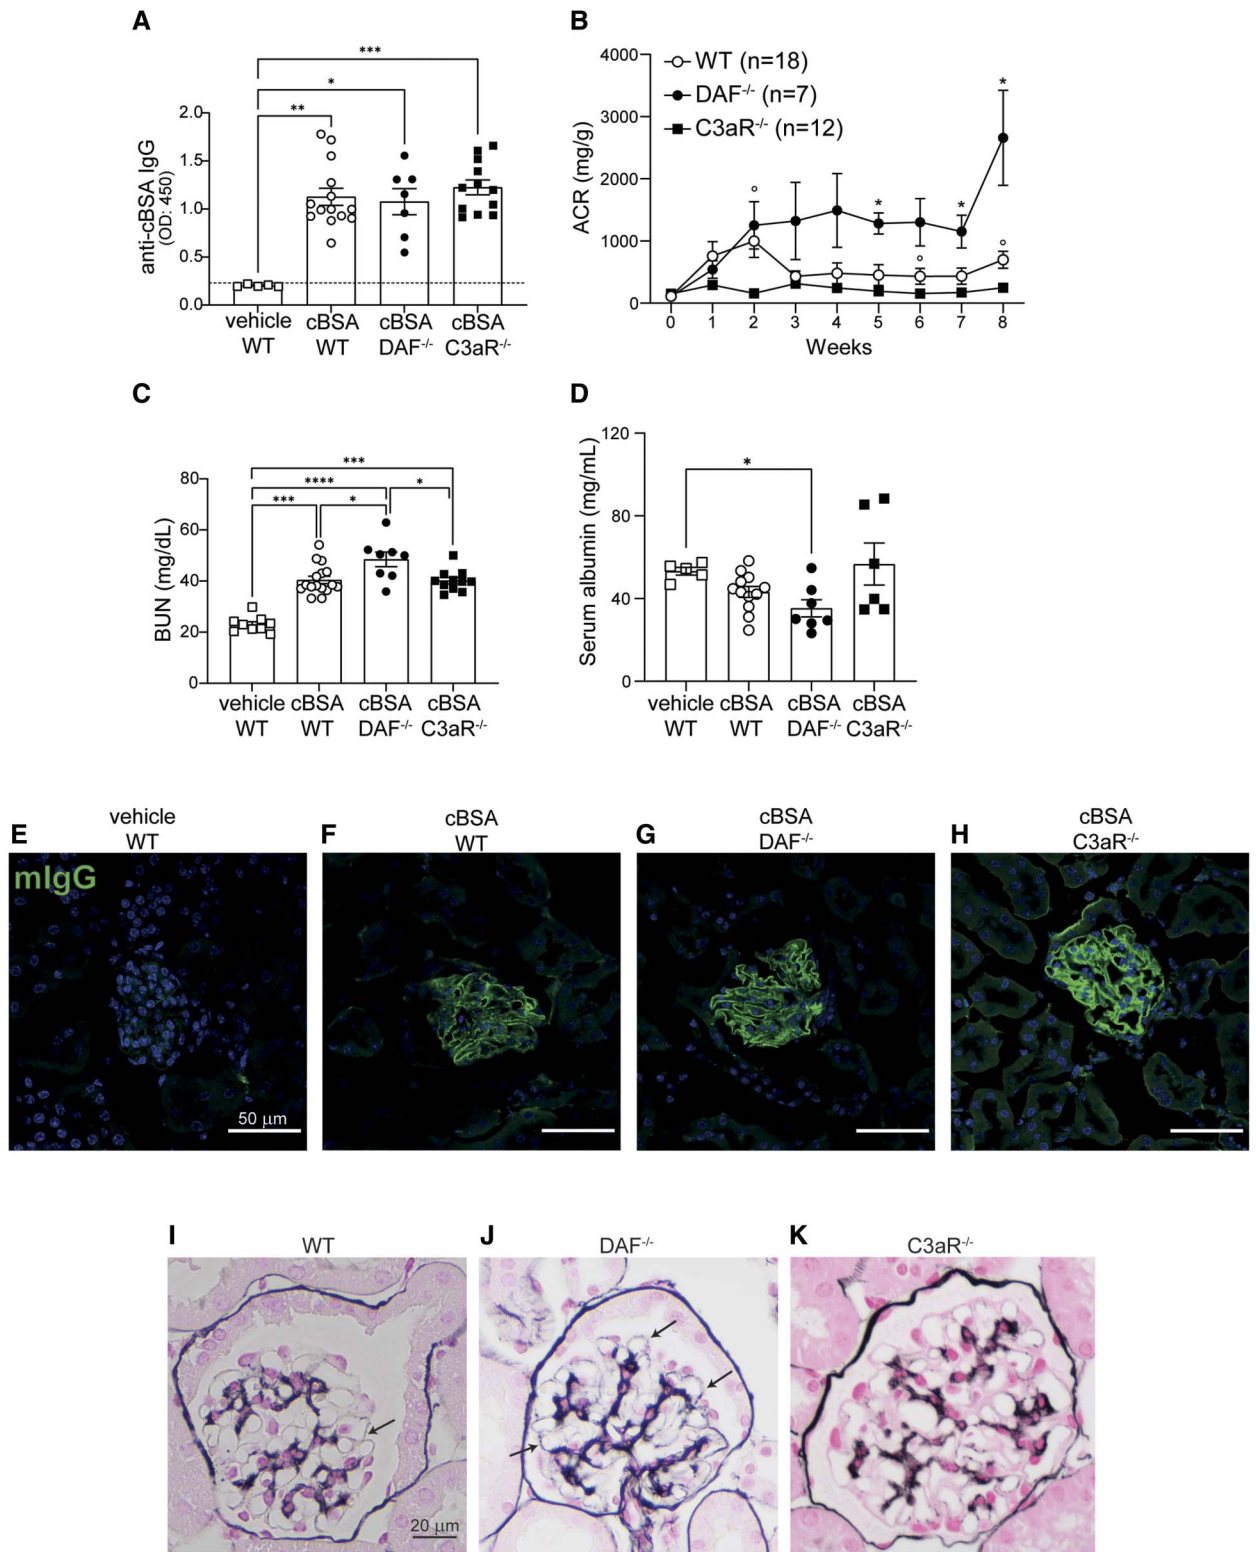 A
***
*
**
anti-cBSA IgG
(OD: 450)
2.0
1.5
1.0
0.5
0.0
vehicle cBSA cBSA cBSA
WT WT DAF-/- C3aR-/-
B
WT (n=18)
DAF-/- (n=7)
C3aR-/- (n=12)
ACR (mg/g)
4000
3000
2000
1000
0
° * ° * * °
0 1 2 3 4 5 6 7 8
Weeks
C
***
****
*** * *
BUN (mg/dL)
80
60
40
20
0
vehicle cBSA cBSA cBSA
WT WT DAF-/- C3aR-/-
D
*
Serum albumin (mg/mL)
120
80
40
0
vehicle cBSA cBSA cBSA
WT WT DAF-/- C3aR-/-
E
vehicle
WT
mIgG
50 μm
F
cBSA
WT
G
cBSA
DAF-/-
H
cBSA
C3aR-/-
I
WT
20 μm
J
DAF-/-
K
C3aR-/-